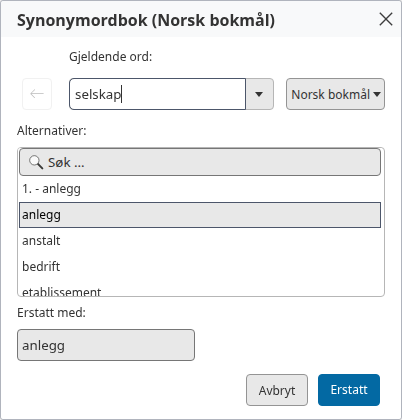 Synonymordbok (Norsk bokmål)
Gjeldende ord:
selskap
Norsk bokmål
Alternativer:
Søk ...
1. - anlegg
anlegg
anstalt
bedrift
etablissement
Erstatt med:
anlegg
Avbryt
Erstatt